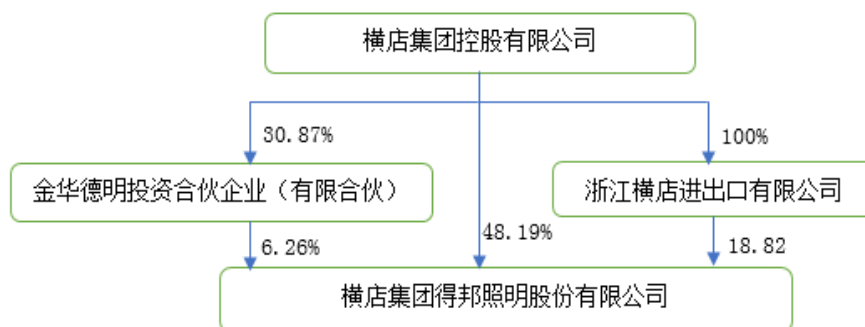 横店集团控股有限公司
30.87%
100%
金华德明投资合伙企业（有限合伙）
浙江横店进出口有限公司
6.26%
48.19%
18.82
横店集团得邦照明股份有限公司